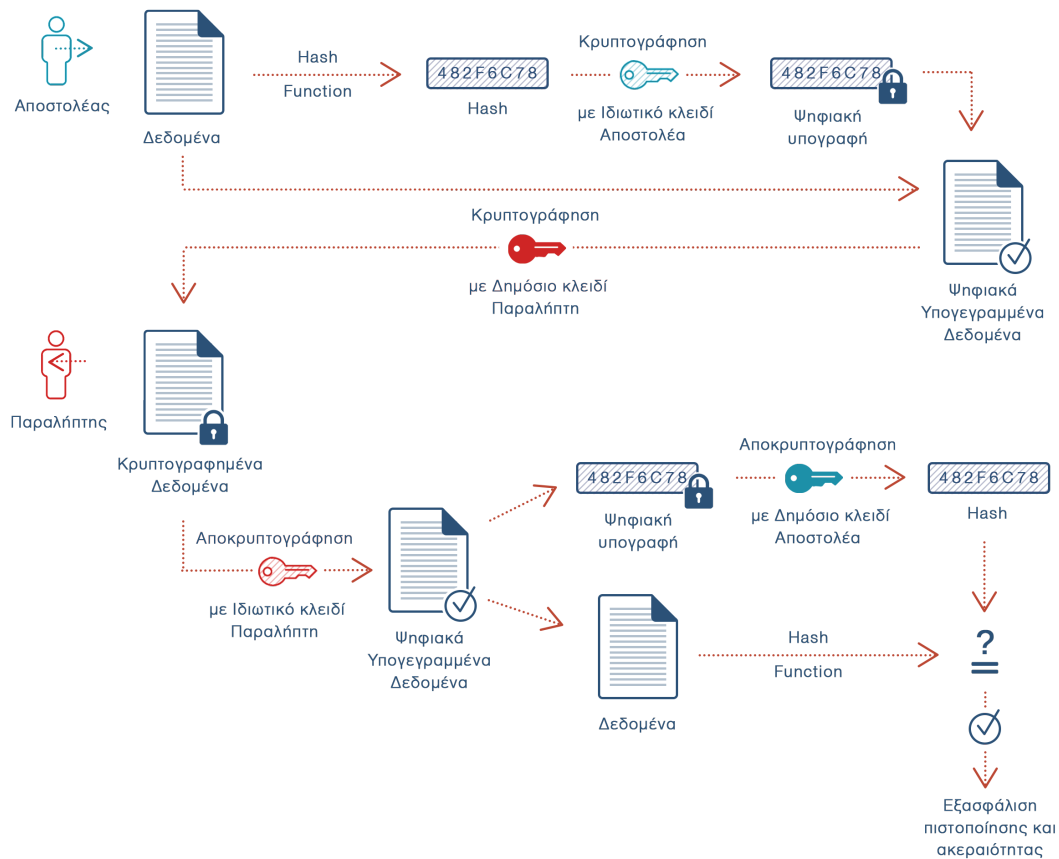 Αποστολέας
Δεδομένα
Hash
Function
482F6C78
Hash
Κρυπτογράφηση
με Ιδιωτικό κλειδί
Αποστολέα
482F6C78
Ψηφιακή
υπογραφή
Κρυπτογράφηση
με Δημόσιο κλειδί
Παραλήπτη
Ψηφιακά
Υπογεγραμμένα
Δεδομένα
Παραλήπτης
Κρυπτογραφημένα
Δεδομένα
Αποκρυπτογράφηση
με Ιδιωτικό κλειδί
Παραλήπτη
Ψηφιακά
Υπογεγραμμένα
Δεδομένα
482F6C78
Ψηφιακή
υπογραφή
Αποκρυπτογράφηση
με Δημόσιο κλειδί
Αποστολέα
482F6C78
Hash
Δεδομένα
Hash
Function
?
=
Εξασφάλιση
πιστοποίησης και
ακεραιότητας